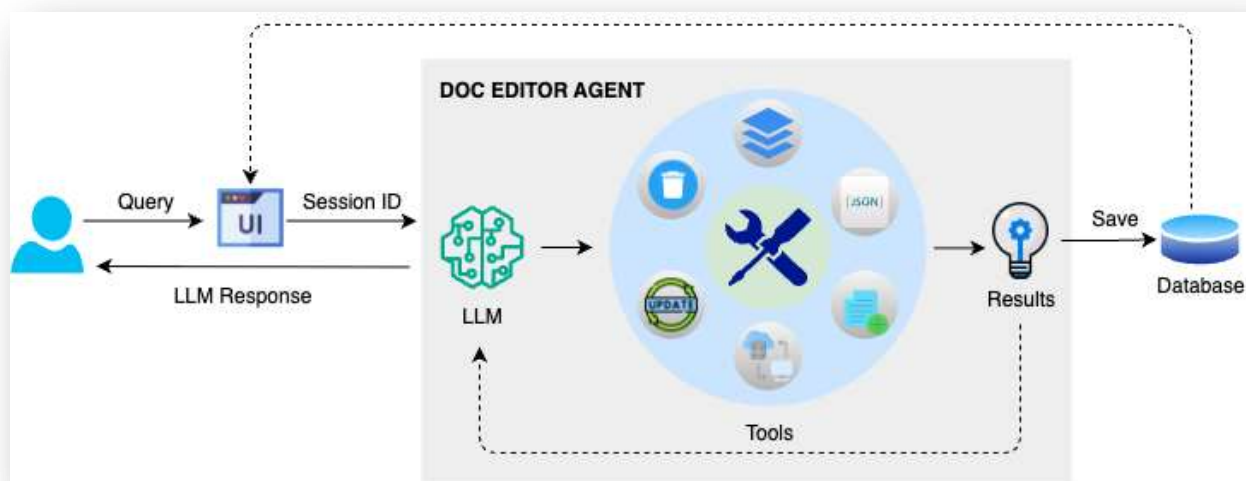 DOC EDITOR AGENT
Query
UI
Session ID
LLM Response
LLM
[JSON]
UPDATE
Tools
Results
Save
Database